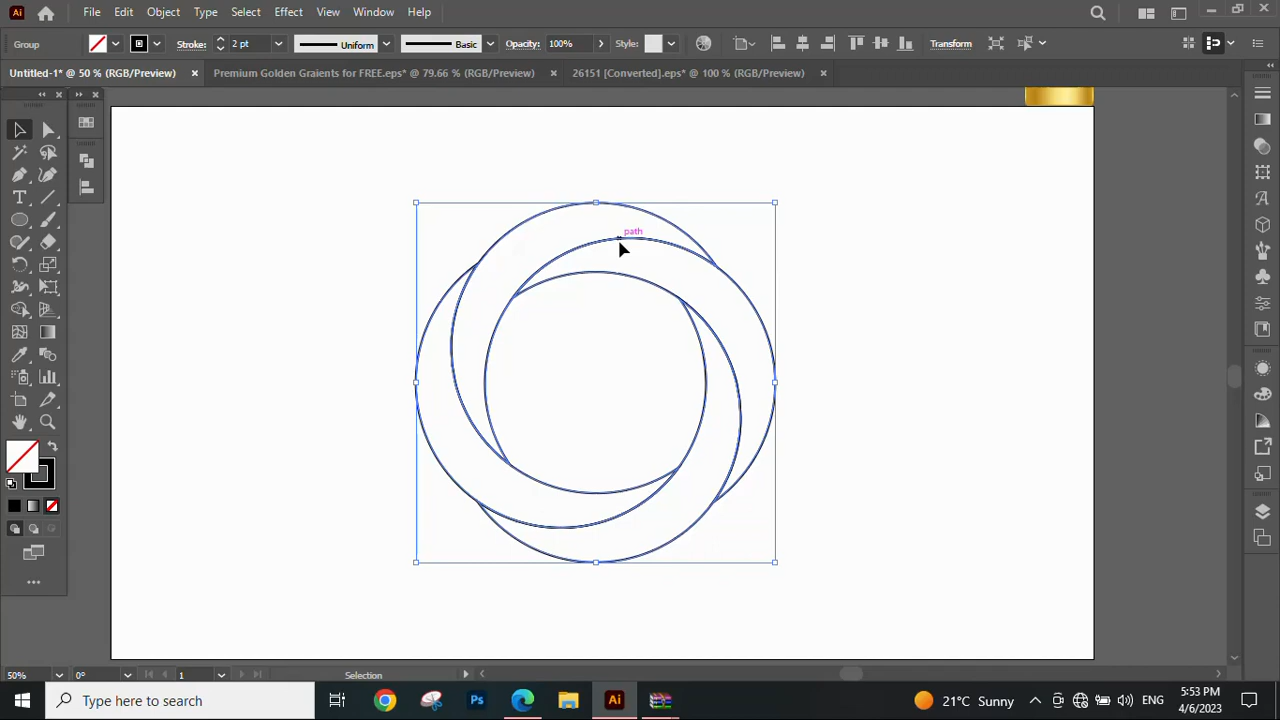 Ai File Edit Object Type Select Effect View Window Help
Group Stroke: 2 pt Uniform Basic Opacity: 100% Style: Transform
Untitled-1* @ 50 % (RGB/Preview) × Premium Golden Graients for FREE.eps* @ 79.66 % (RGB/Preview) × 26151 [Converted].eps* @ 100 % (RGB/Preview) ×
path
50% 0° 1 Selection
Type here to search Ps Ai 21°C Sunny ENG 5:53 PM
4/6/2023